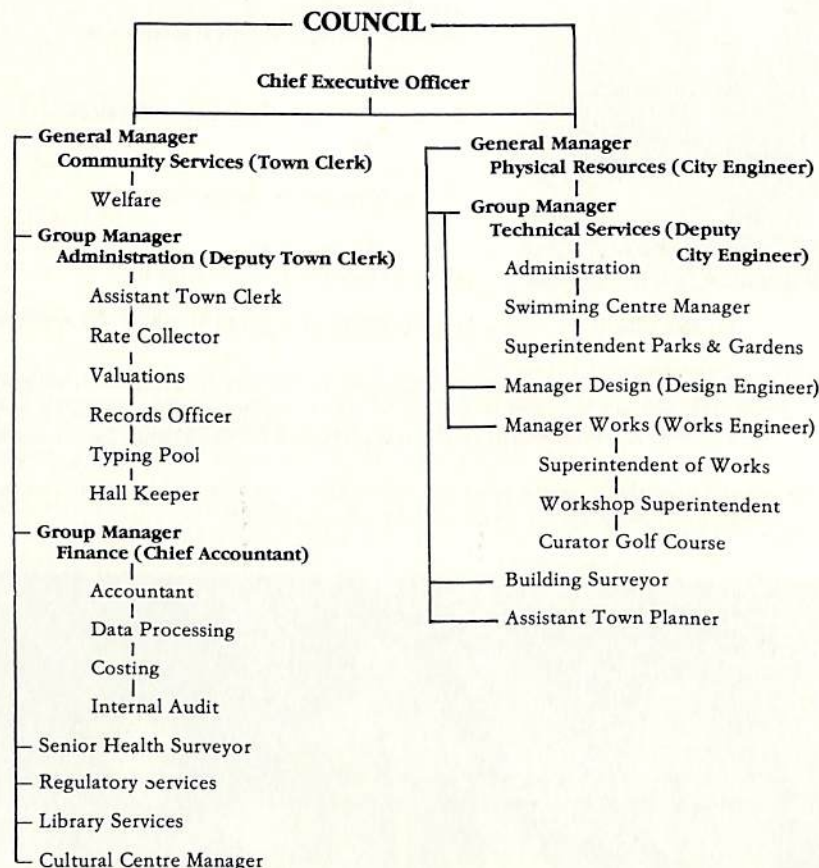 COUNCIL
Chief Executive Officer
General Manager
Community Services (Town Clerk)
Welfare
Group Manager
Administration (Deputy Town Clerk)
Assistant Town Clerk
Rate Collector
Valuations
Records Officer
Typing Pool
Hall Keeper
Group Manager
Finance (Chief Accountant)
Accountant
Data Processing
Costing
Internal Audit
Senior Health Surveyor
Regulatory Services
Library Services
Cultural Centre Manager
General Manager
Physical Resources (City Engineer)
Group Manager
Technical Services (Deputy
City Engineer)
Administration
Swimming Centre Manager
Superintendent Parks & Gardens
Manager Design (Design Engineer)
Manager Works (Works Engineer)
Superintendent of Works
Workshop Superintendent
Curator Golf Course
Building Surveyor
Assistant Town Planner